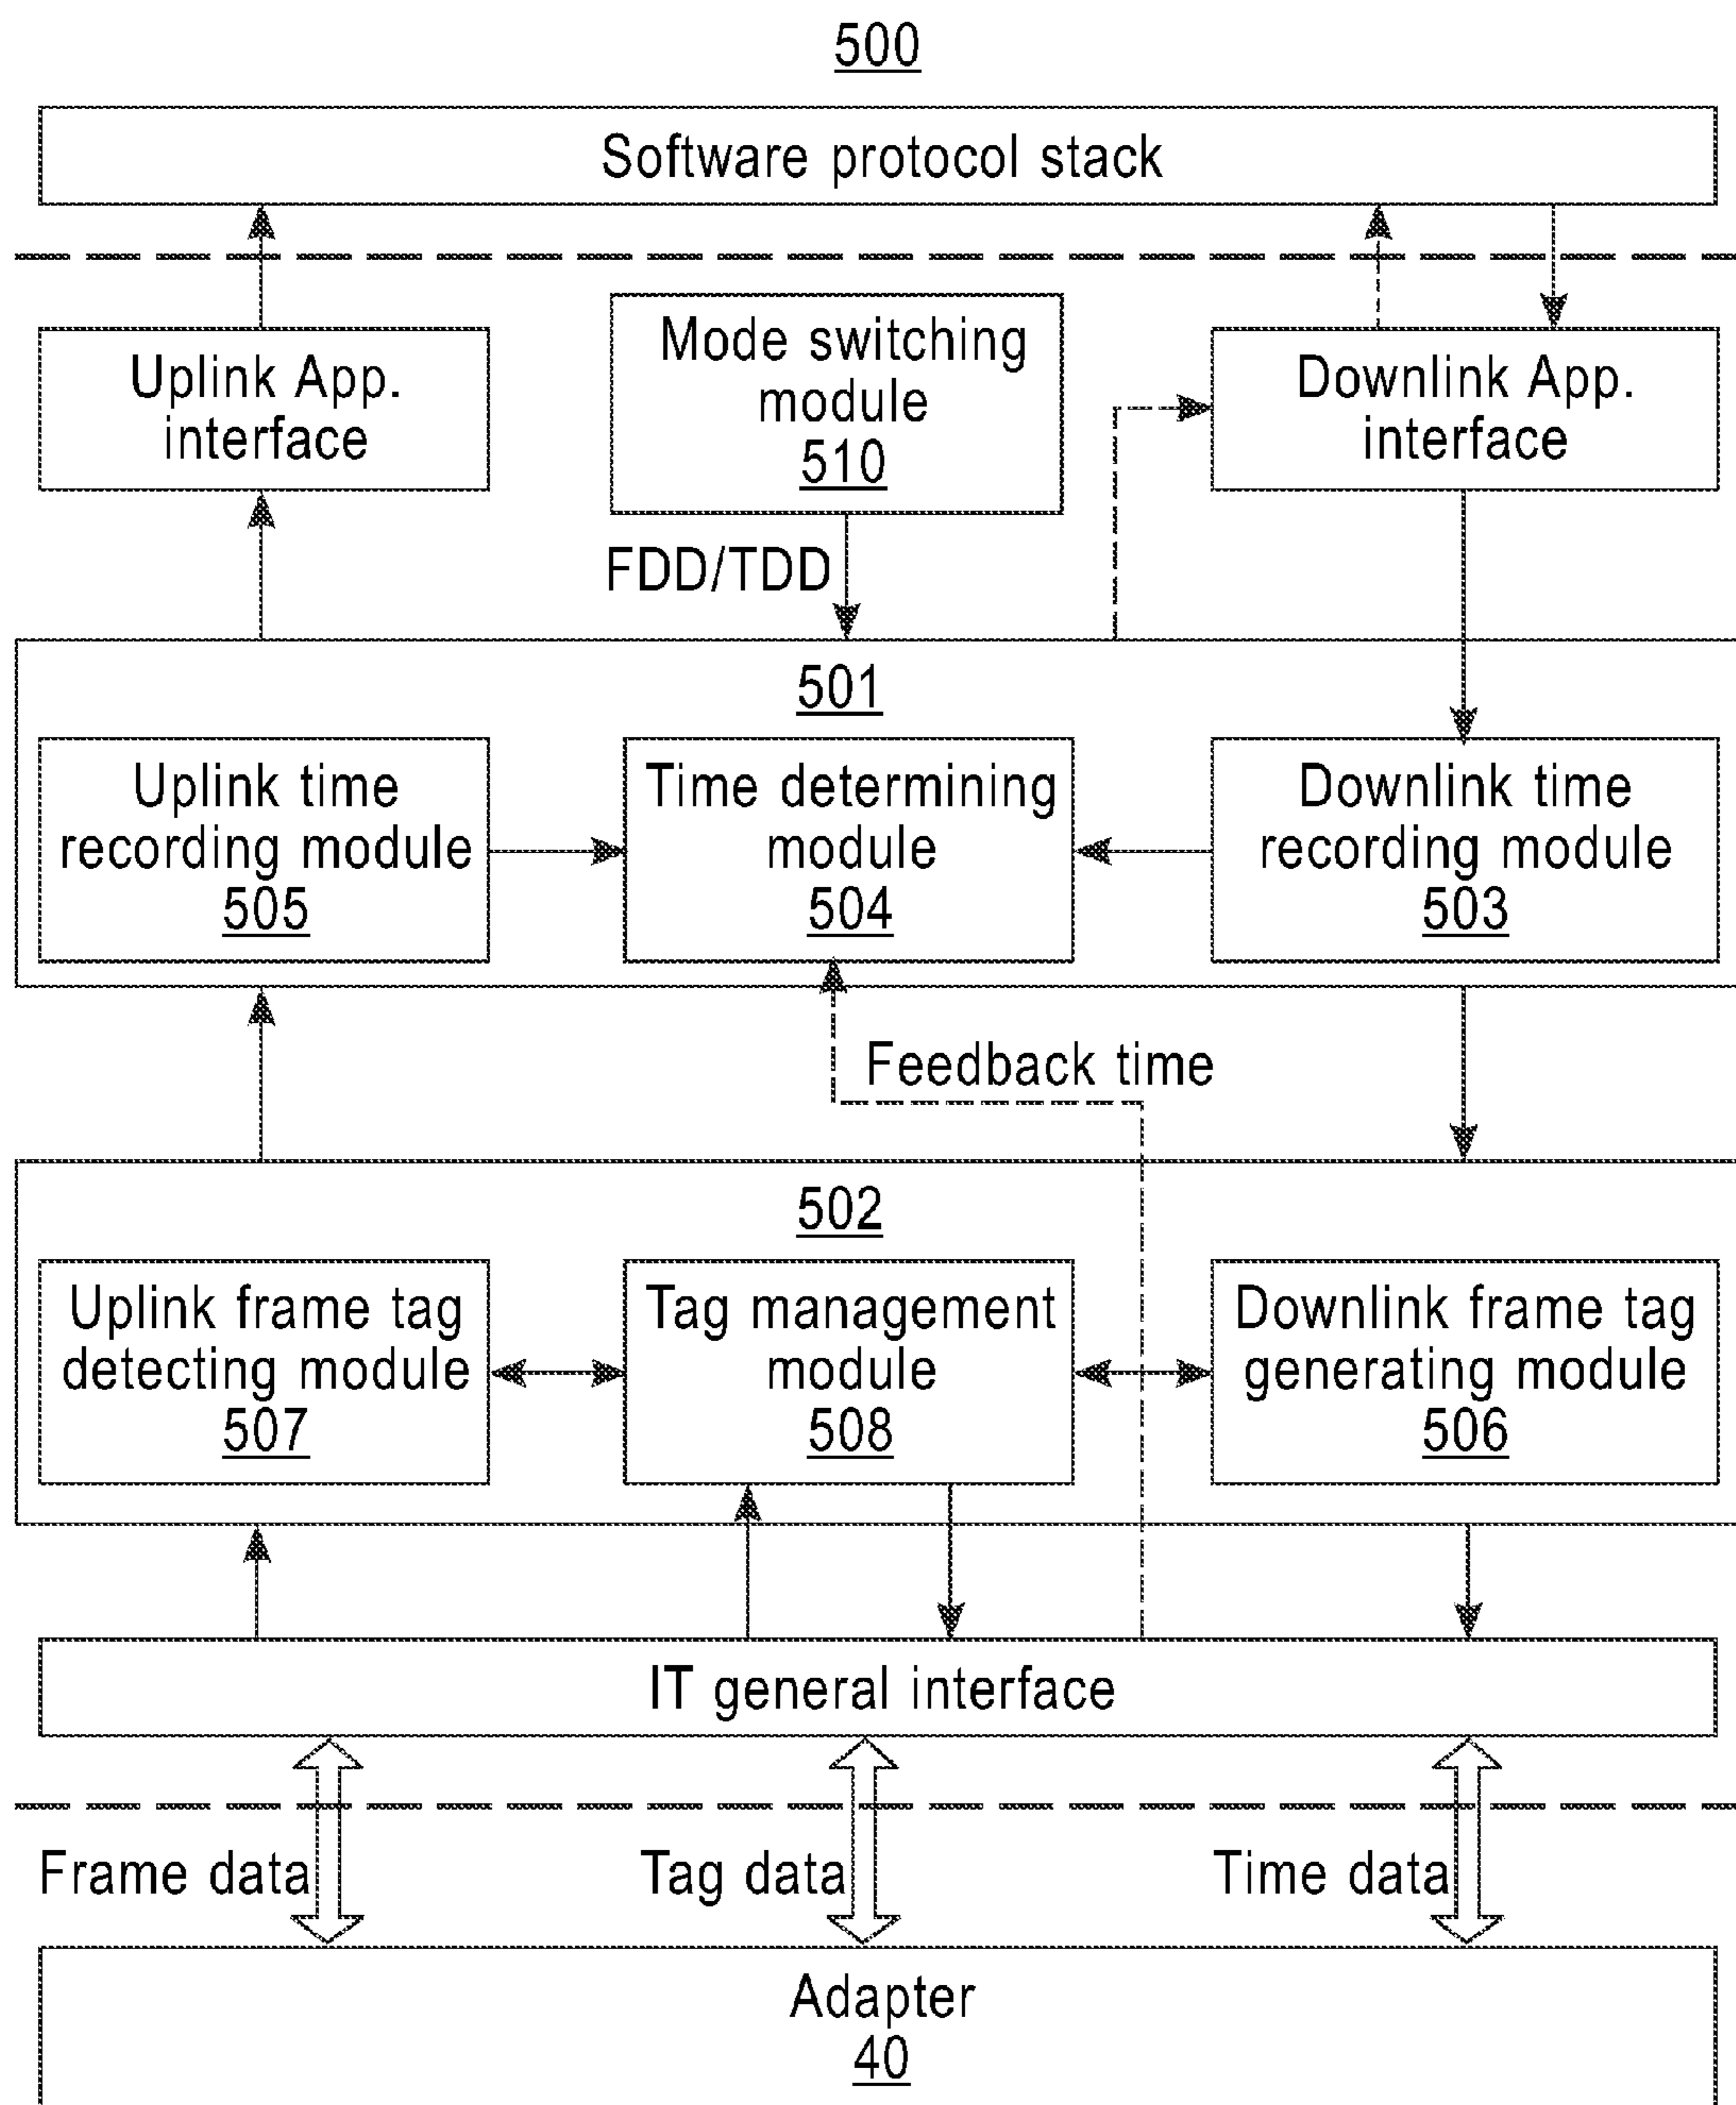 500
Software protocol stack
Uplink App.
interface
Mode switching
module
510
Downlink App.
interface
FDD/TDD
501
Uplink time
recording module
505
Time determining
module
504
Downlink time
recording module
503
Feedback time
502
Uplink frame tag
detecting module
507
Tag management
module
508
Downlink frame tag
generating module
506
IT general interface
Frame data
Tag data
Time data
Adapter
40